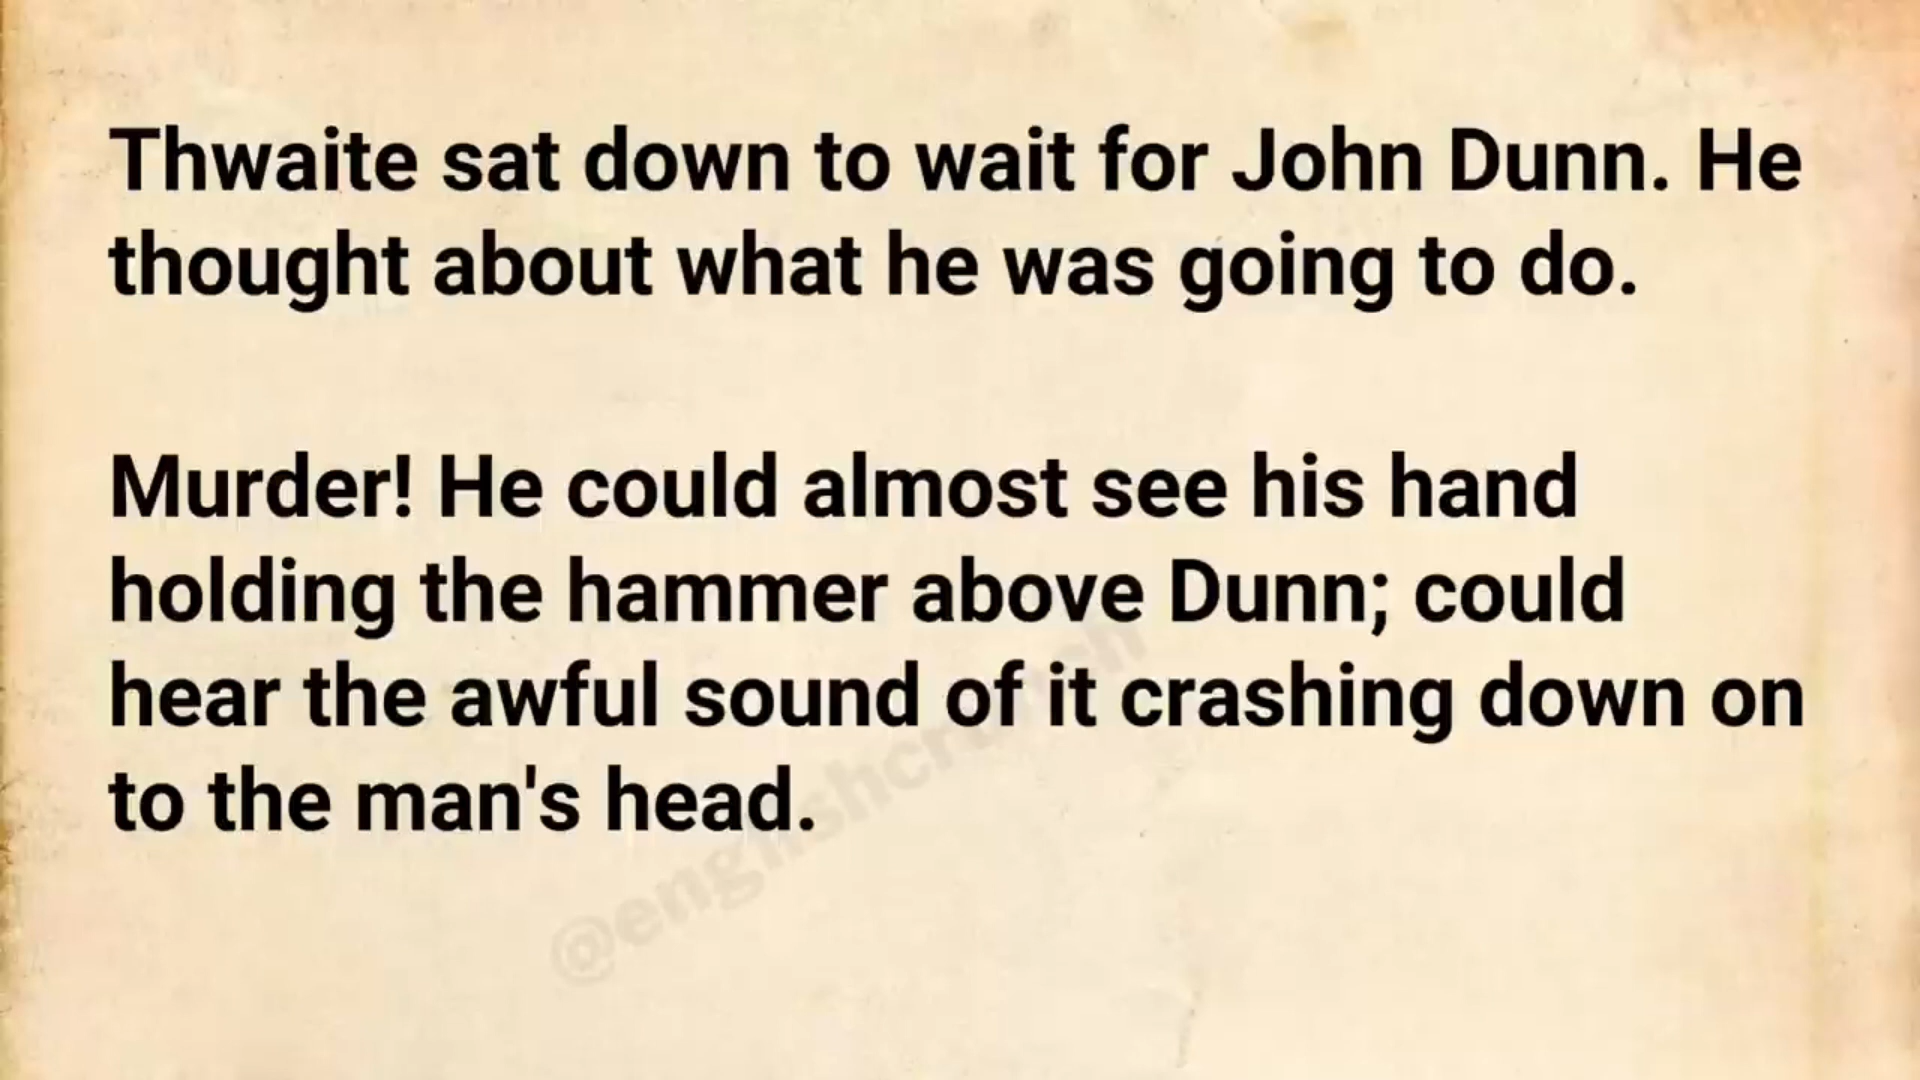 Thwaite sat down to wait for John Dunn. He
thought about what he was going to do.
Murder! He could almost see his hand
holding the hammer above Dunn; could
hear the awful sound of it crashing down on
to the man's head.